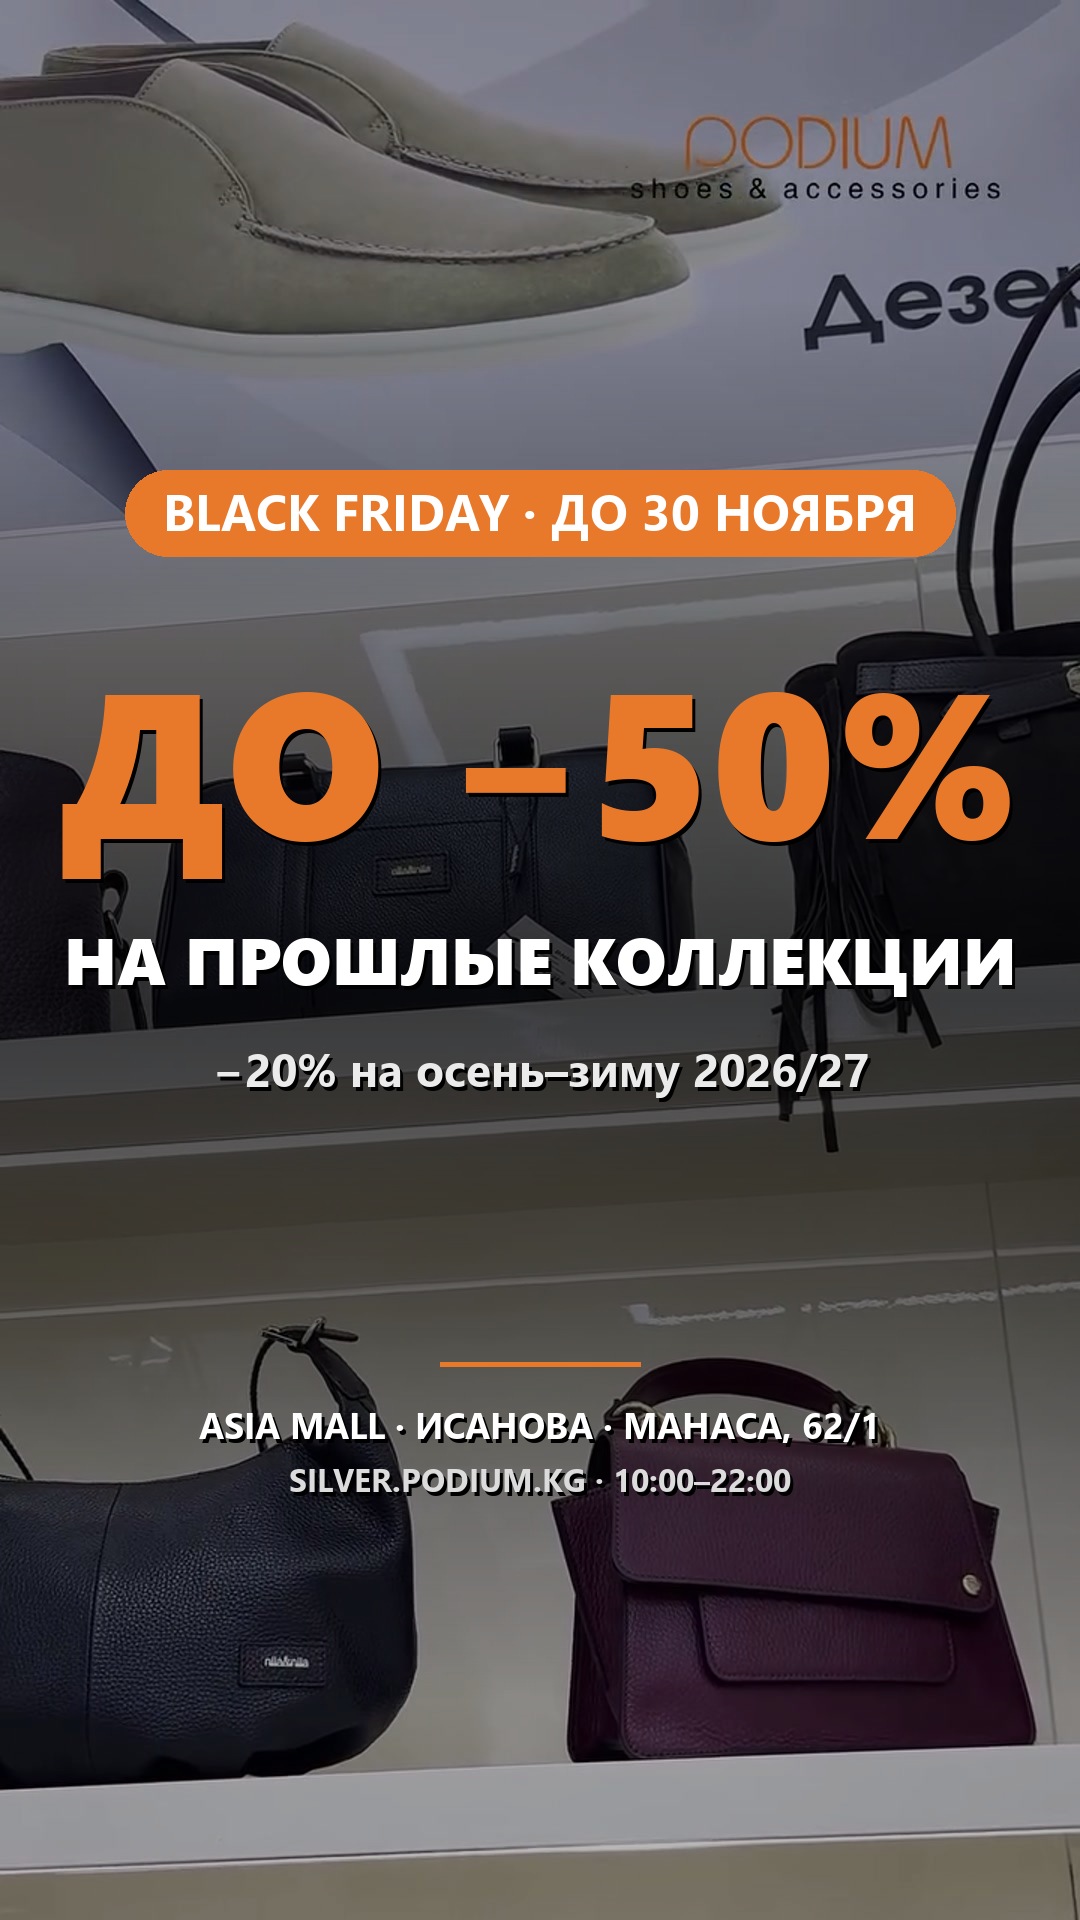 PODIUM
shoes & accessories
BLACK FRIDAY · ДО 30 НОЯБРЯ
ДО –50%
НА ПРОШЛЫЕ КОЛЛЕКЦИИ
–20% на осень–зиму 2026/27
ASIA MALL · ИСАНОВА · МАНАСА, 62/1
SILVER.PODIUM.KG · 10:00–22:00